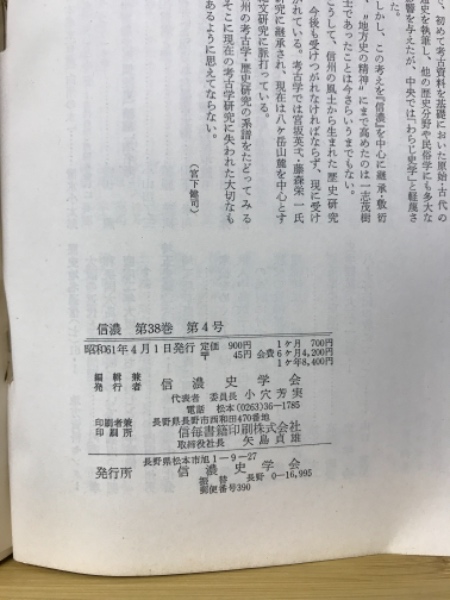 で、初めて考古資料を基礎においた原始・古代の
通史を執筆し、他の歴史分野や民俗学にも多大な
影響を与えたが、中央では「わらじ史学」と軽蔑さ
れた。
しかし、この考えを『信濃』を中心に継承・敷衍
し、"地方史の精神"にまで高めたのは一志茂樹
博士であったことは今さらいうまでもない。
こうして、信州の風土から生まれた歴史研究
は、今後も受けつがれなければならず、現に受け
つがれている。考古学では宮坂英弌、藤森栄一氏
の研究に継承され、現在は八ヶ岳山麓を中心とす
る縄文研究に脈打っている。
信州の考古学・歴史研究の系譜をたどってみる
と、そこに現在の考古学研究に失われた大切なも
のがあるように思えてならない。
(宮下健司)
信濃 第38巻 第4号
昭和61年4月1日発行 定価 900円 〒 45円 会費 1ヶ月 700円 6ヶ月4,200円 1ヶ年8,400円
編輯兼
発行者 信濃史学会
代表者 委員長 小穴芳実
電話 松本(0263)36-1785
長野県長野市西和田470番地
印刷者兼
印刷所 信毎書籍印刷株式会社
取締役社長 矢島貞雄
長野県松本市旭1-9-27
発行所 信濃史学会
振替 長野 0-16,995
郵便番号390